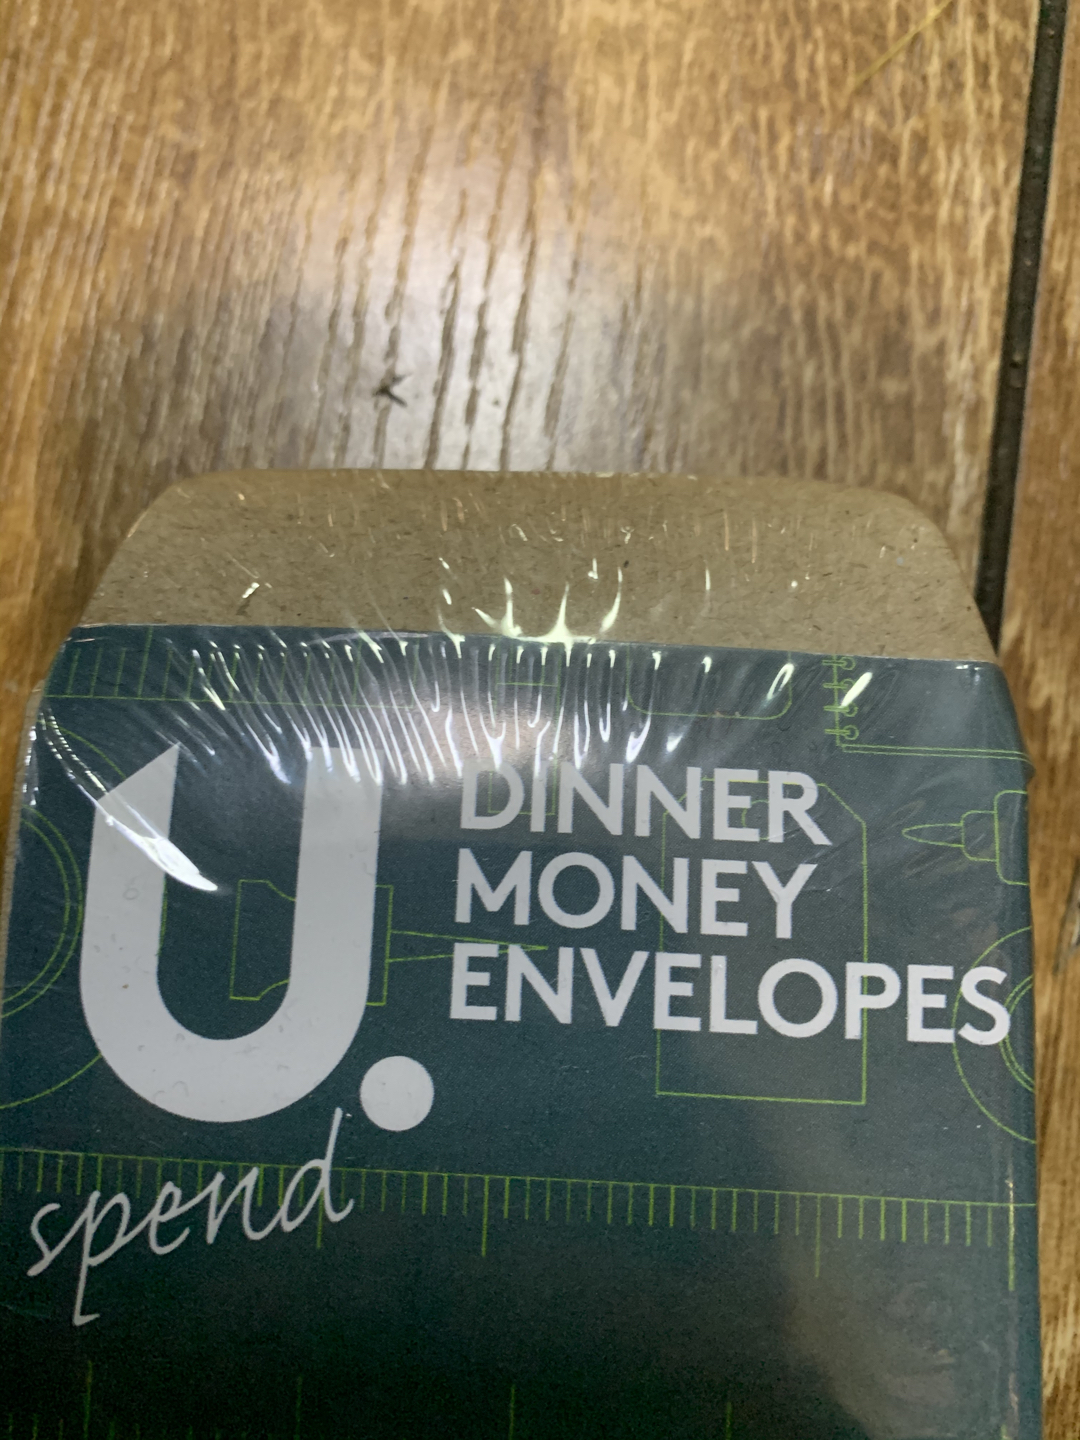 U.
spend
DINNER
MONEY
ENVELOPES